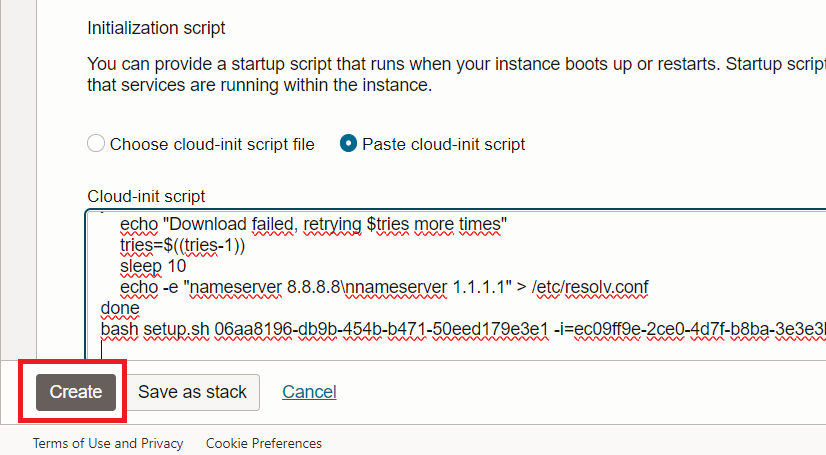 Initialization script
You can provide a startup script that runs when your instance boots up or restarts. Startup script
that services are running within the instance.
Choose cloud-init script file
Paste cloud-init script
Cloud-init script
echo "Download failed, retrying $tries more times"
tries=$((tries-1))
sleep 10
echo -e "nameserver 8.8.8.8\nnameserver 1.1.1.1" > /etc/resolv.conf
done
bash setup.sh 06aa8196-db9b-454b-b471-50eed179e3e1 -i=ec09ff9e-2ce0-4d7f-b8ba-3e3e3
Create
Save as stack
Cancel
Terms of Use and Privacy
Cookie Preferences